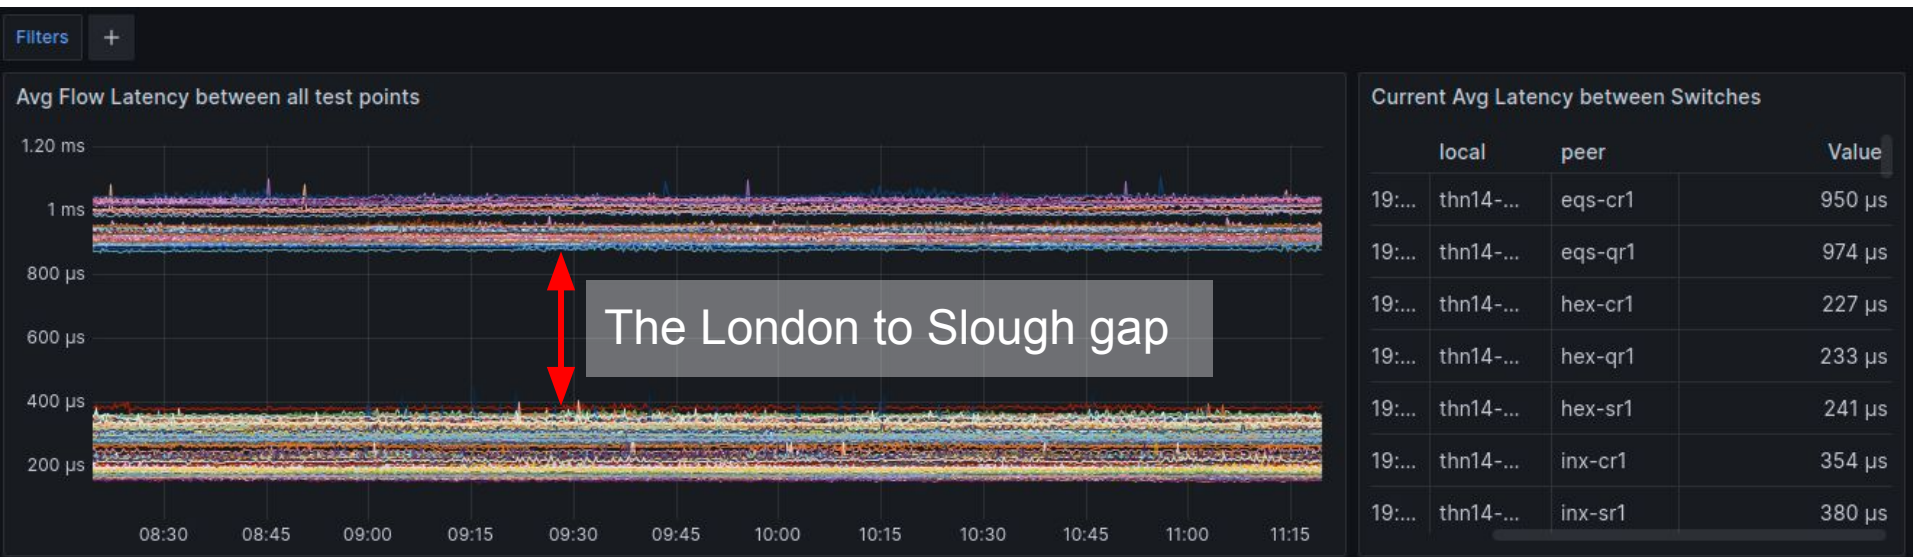 Filters +
Avg Flow Latency between all test points
1.20 ms
1 ms
800 µs
600 µs
400 µs
200 µs
08:30 08:45 09:00 09:15 09:30 09:45 10:00 10:15 10:30 10:45 11:00 11:15
The London to Slough gap
Current Avg Latency between Switches
local peer Value
19:... thn14-... eqs-cr1 950 µs
19:... thn14-... eqs-qr1 974 µs
19:... thn14-... hex-cr1 227 µs
19:... thn14-... hex-qr1 233 µs
19:... thn14-... hex-sr1 241 µs
19:... thn14-... inx-cr1 354 µs
19:... thn14-... inx-sr1 380 µs